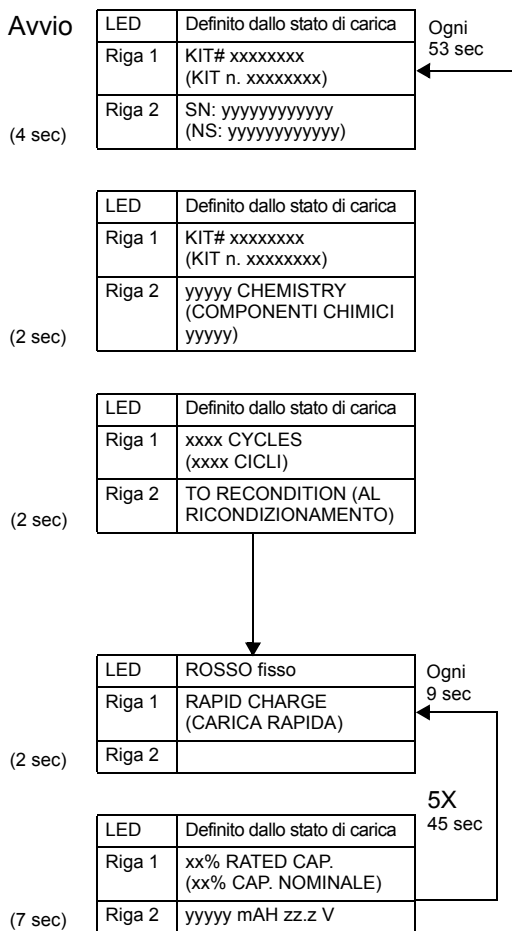 Avvio
LED Definito dallo stato di carica
Ogni
53 sec
Riga 1 KIT# xxxxxxxx
(KIT n. xxxxxxxx)
Riga 2 SN: yyyyyyyyyyyy
(NS: yyyyyyyyyyyy)
(4 sec)
LED Definito dallo stato di carica
Riga 1 KIT# xxxxxxxx
(KIT n. xxxxxxxx)
Riga 2 yyyyy CHEMISTRY
(COMPONENTI CHIMICI
yyyyy)
(2 sec)
LED Definito dallo stato di carica
Riga 1 xxxx CYCLES
(xxxx CICLI)
Riga 2 TO RECONDITION (AL
RICONDIZIONAMENTO)
(2 sec)
LED ROSSO fisso
Ogni
9 sec
Riga 1 RAPID CHARGE
(CARICA RAPIDA)
Riga 2
(2 sec)
5X
45 sec
LED Definito dallo stato di carica
Riga 1 xx% RATED CAP.
(xx% CAP. NOMINALE)
Riga 2 yyyyy mAH zz.z V
(7 sec)